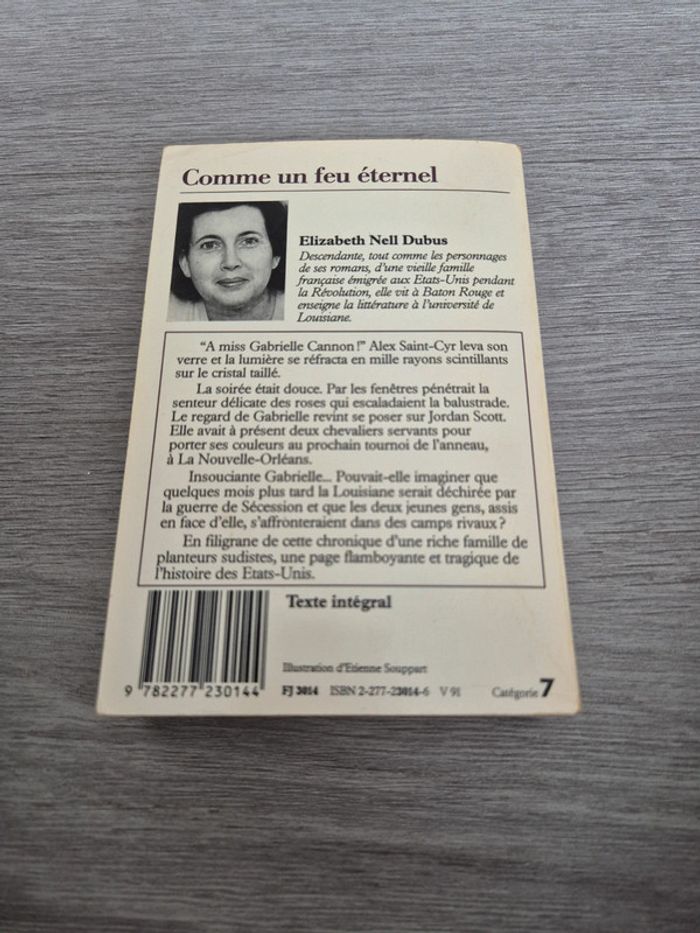 Comme un feu éternel
Elizabeth Nell Dubus
Descendante, tout comme les personnages
de ses romans, d'une vieille famille
française émigrée aux Etats-Unis pendant
la Révolution, elle vit à Baton Rouge et
enseigne la littérature à l'université de
Louisiane.
"A miss Gabrielle Cannon !" Alex Saint-Cyr leva son
verre et la lumière se réfracta en mille rayons scintillants
sur le cristal taillé.
La soirée était douce. Par les fenêtres pénétrait la
senteur délicate des roses qui escaladaient la balustrade.
Le regard de Gabrielle revint se poser sur Jordan Scott.
Elle avait à présent deux chevaliers servants pour
porter ses couleurs au prochain tournoi de l'anneau,
à La Nouvelle-Orléans.
Insouciante Gabrielle... Pouvait-elle imaginer que
quelques mois plus tard la Louisiane serait déchirée par
la guerre de Sécession et que les deux jeunes gens, assis
en face d'elle, s'affronteraient dans des camps rivaux ?
En filigrane de cette chronique d'une riche famille de
planteurs sudistes, une page flamboyante et tragique de
l'histoire des Etats-Unis.
Texte intégral
Illustration d'Etienne Souppart
9 782277 230144
FJ 3014 ISBN 2-277-23014-6 V 91 Catégorie 7